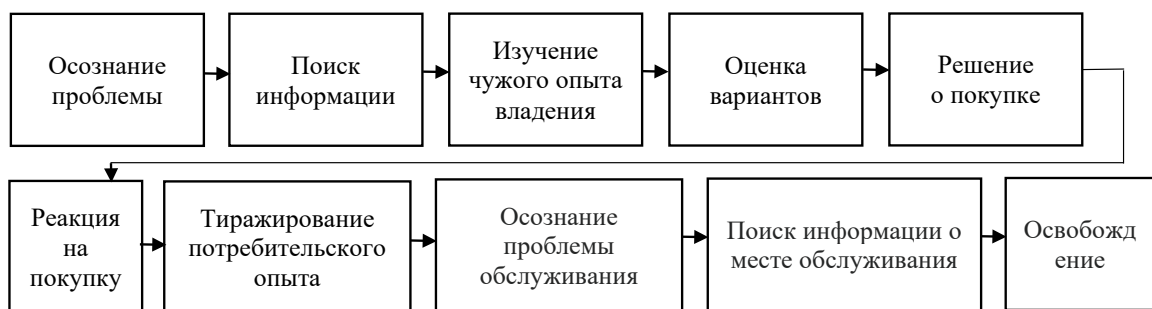 Осознание
проблемы
Поиск
информации
Изучение
чужого опыта
владения
Оценка
вариантов
Решение
о покупке
Реакция
на
покупку
Тиражирование
потребительского
опыта
Осознание
проблемы
обслуживания
Поиск информации о
месте обслуживания
Освобожд
ение